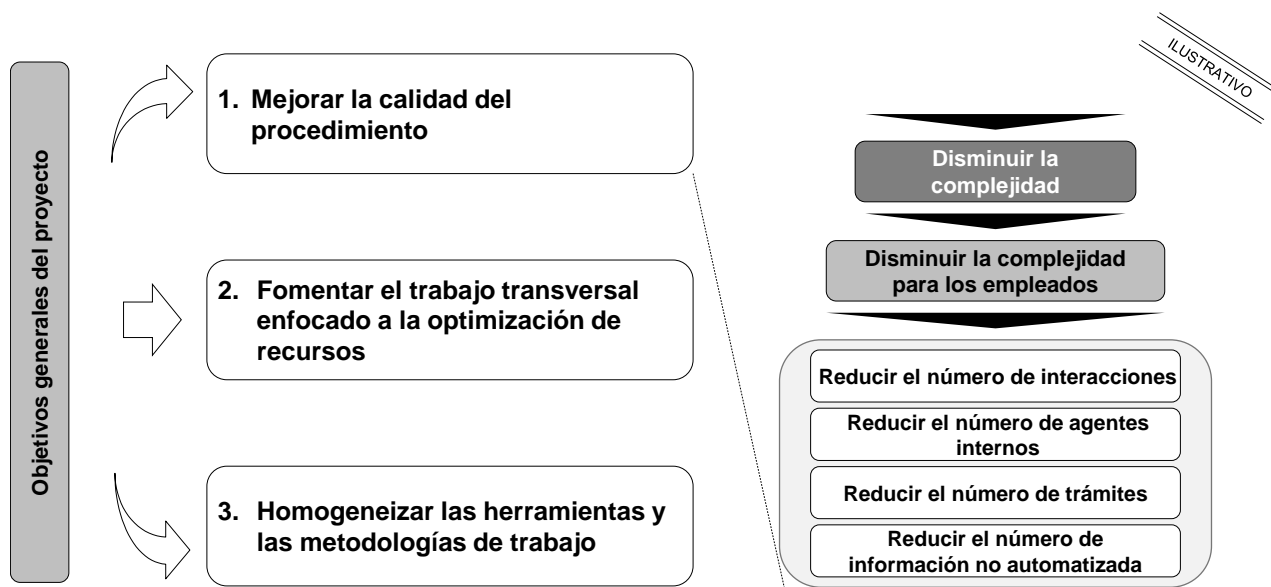 Objetivos generales del proyecto
1. Mejorar la calidad del
procedimiento
2. Fomentar el trabajo transversal
enfocado a la optimización de
recursos
3. Homogeneizar las herramientas y
las metodologías de trabajo
ILUSTRATIVO
Disminuir la
complejidad
Disminuir la complejidad
para los empleados
Reducir el número de interacciones
Reducir el número de agentes
internos
Reducir el número de trámites
Reducir el número de
información no automatizada